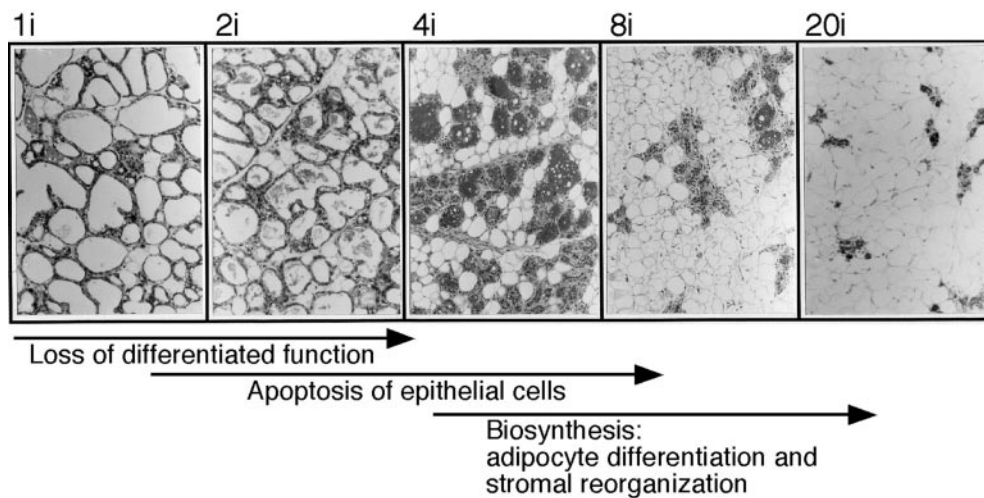 1i 2i 4i 8i 20i
Loss of differentiated function
Apoptosis of epithelial cells
Biosynthesis:
adipocyte differentiation and
stromal reorganization